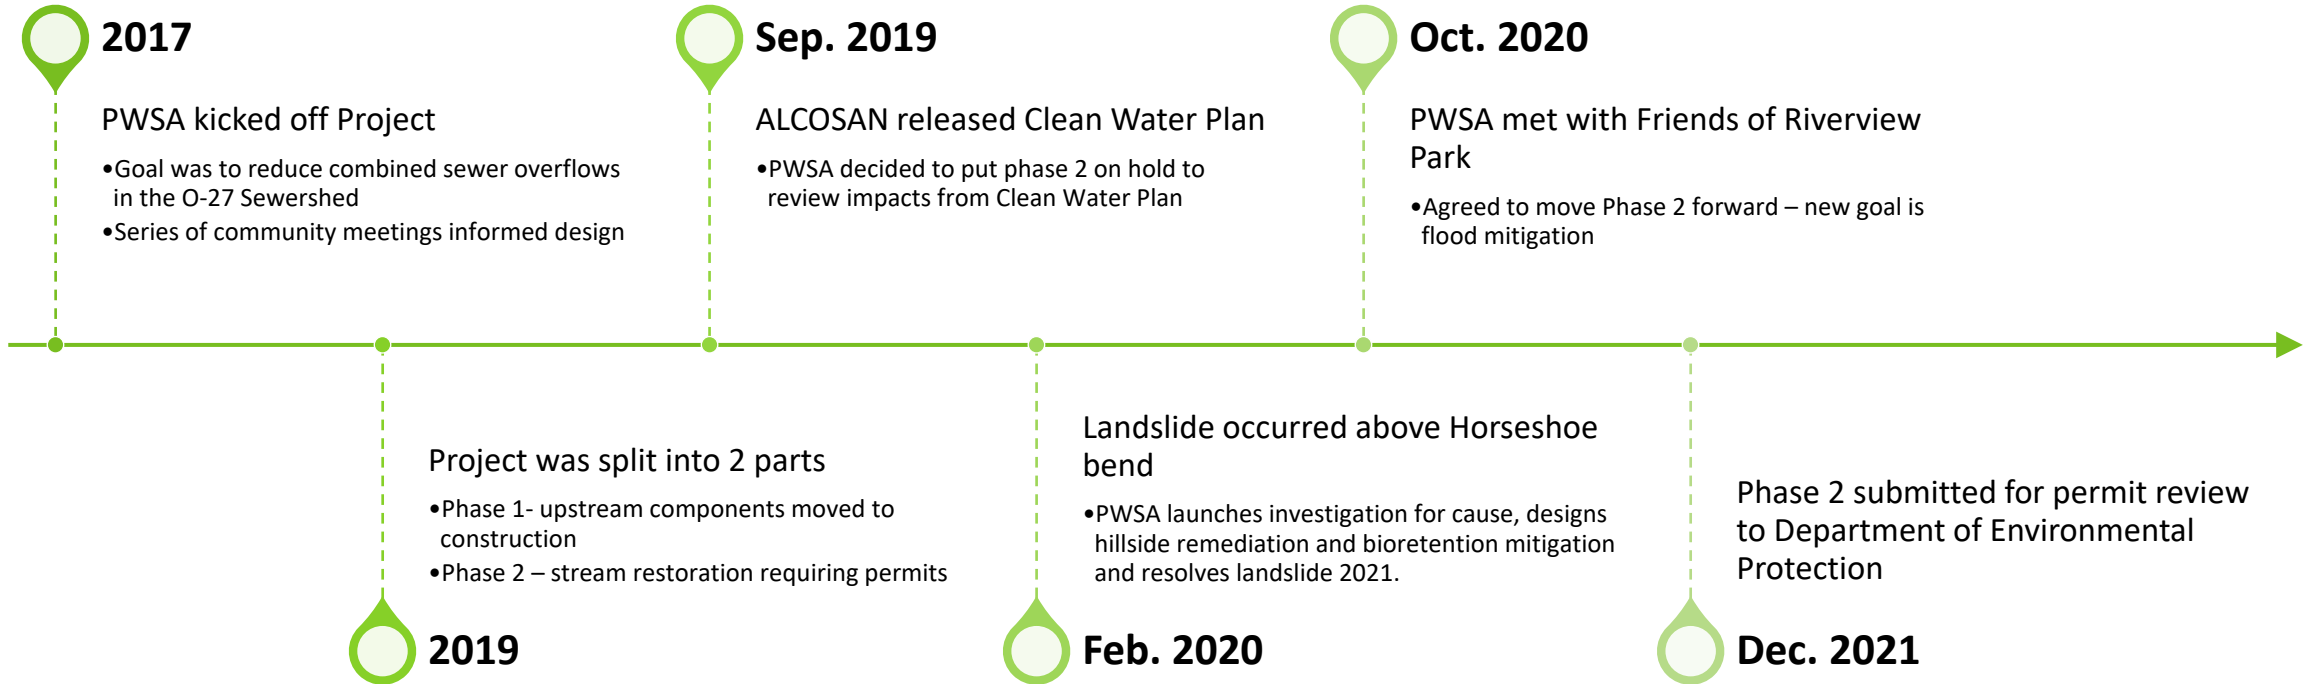 2017
PWSA kicked off Project
•Goal was to reduce combined sewer overflows
in the O-27 Sewershed
•Series of community meetings informed design
2019
Project was split into 2 parts
•Phase 1- upstream components moved to
construction
•Phase 2 – stream restoration requiring permits
Sep. 2019
ALCOSAN released Clean Water Plan
•PWSA decided to put phase 2 on hold to
review impacts from Clean Water Plan
Feb. 2020
Landslide occurred above Horseshoe
bend
•PWSA launches investigation for cause, designs
hillside remediation and bioretention mitigation
and resolves landslide 2021.
Oct. 2020
PWSA met with Friends of Riverview
Park
•Agreed to move Phase 2 forward – new goal is
flood mitigation
Dec. 2021
Phase 2 submitted for permit review
to Department of Environmental
Protection